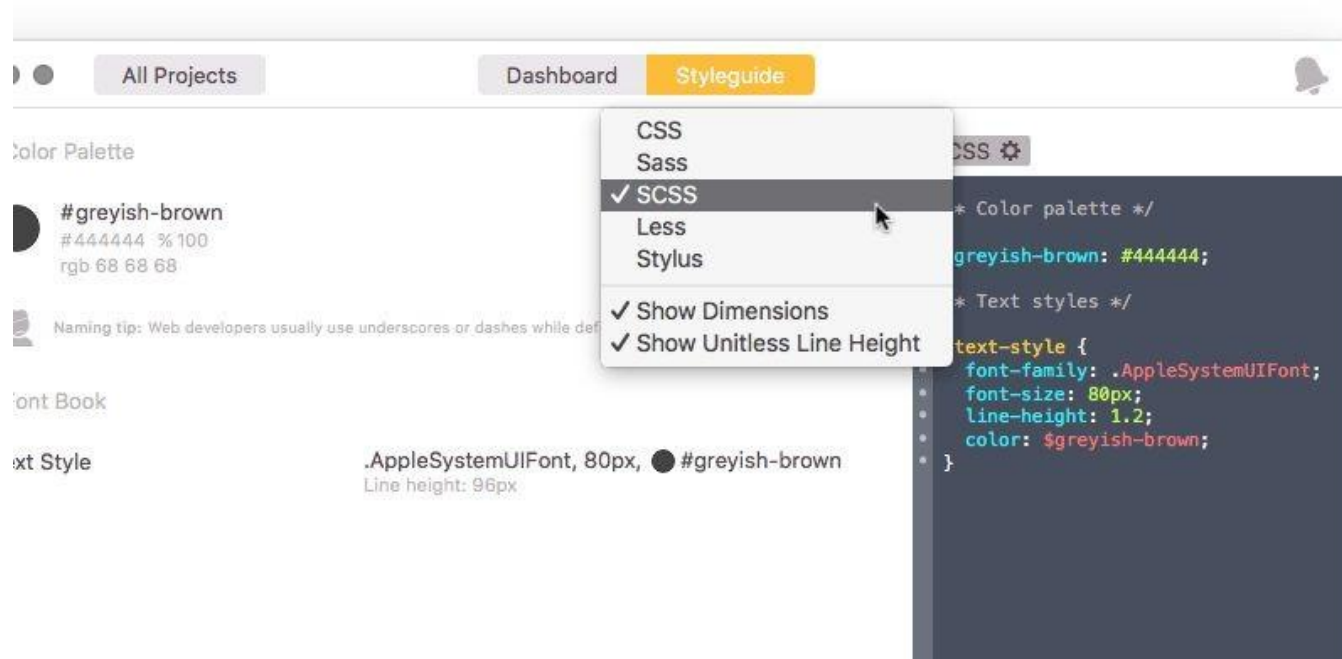 All Projects
Dashboard
Styleguide
Color Palette
#greyish-brown
#444444 % 100
rgb 68 68 68
Naming tip: Web developers usually use underscores or dashes while def
Font Book
ext Style
.AppleSystemUIFont, 80px, #greyish-brown
Line height: 96px
CSS
Sass
✓ SCSS
Less
Stylus
✓ Show Dimensions
✓ Show Unitless Line Height
CSS
* Color palette */
greyish-brown: #444444;
* Text styles */
text-style {
font-family: .AppleSystemUIFont;
font-size: 80px;
line-height: 1.2;
color: $greyish-brown;
}